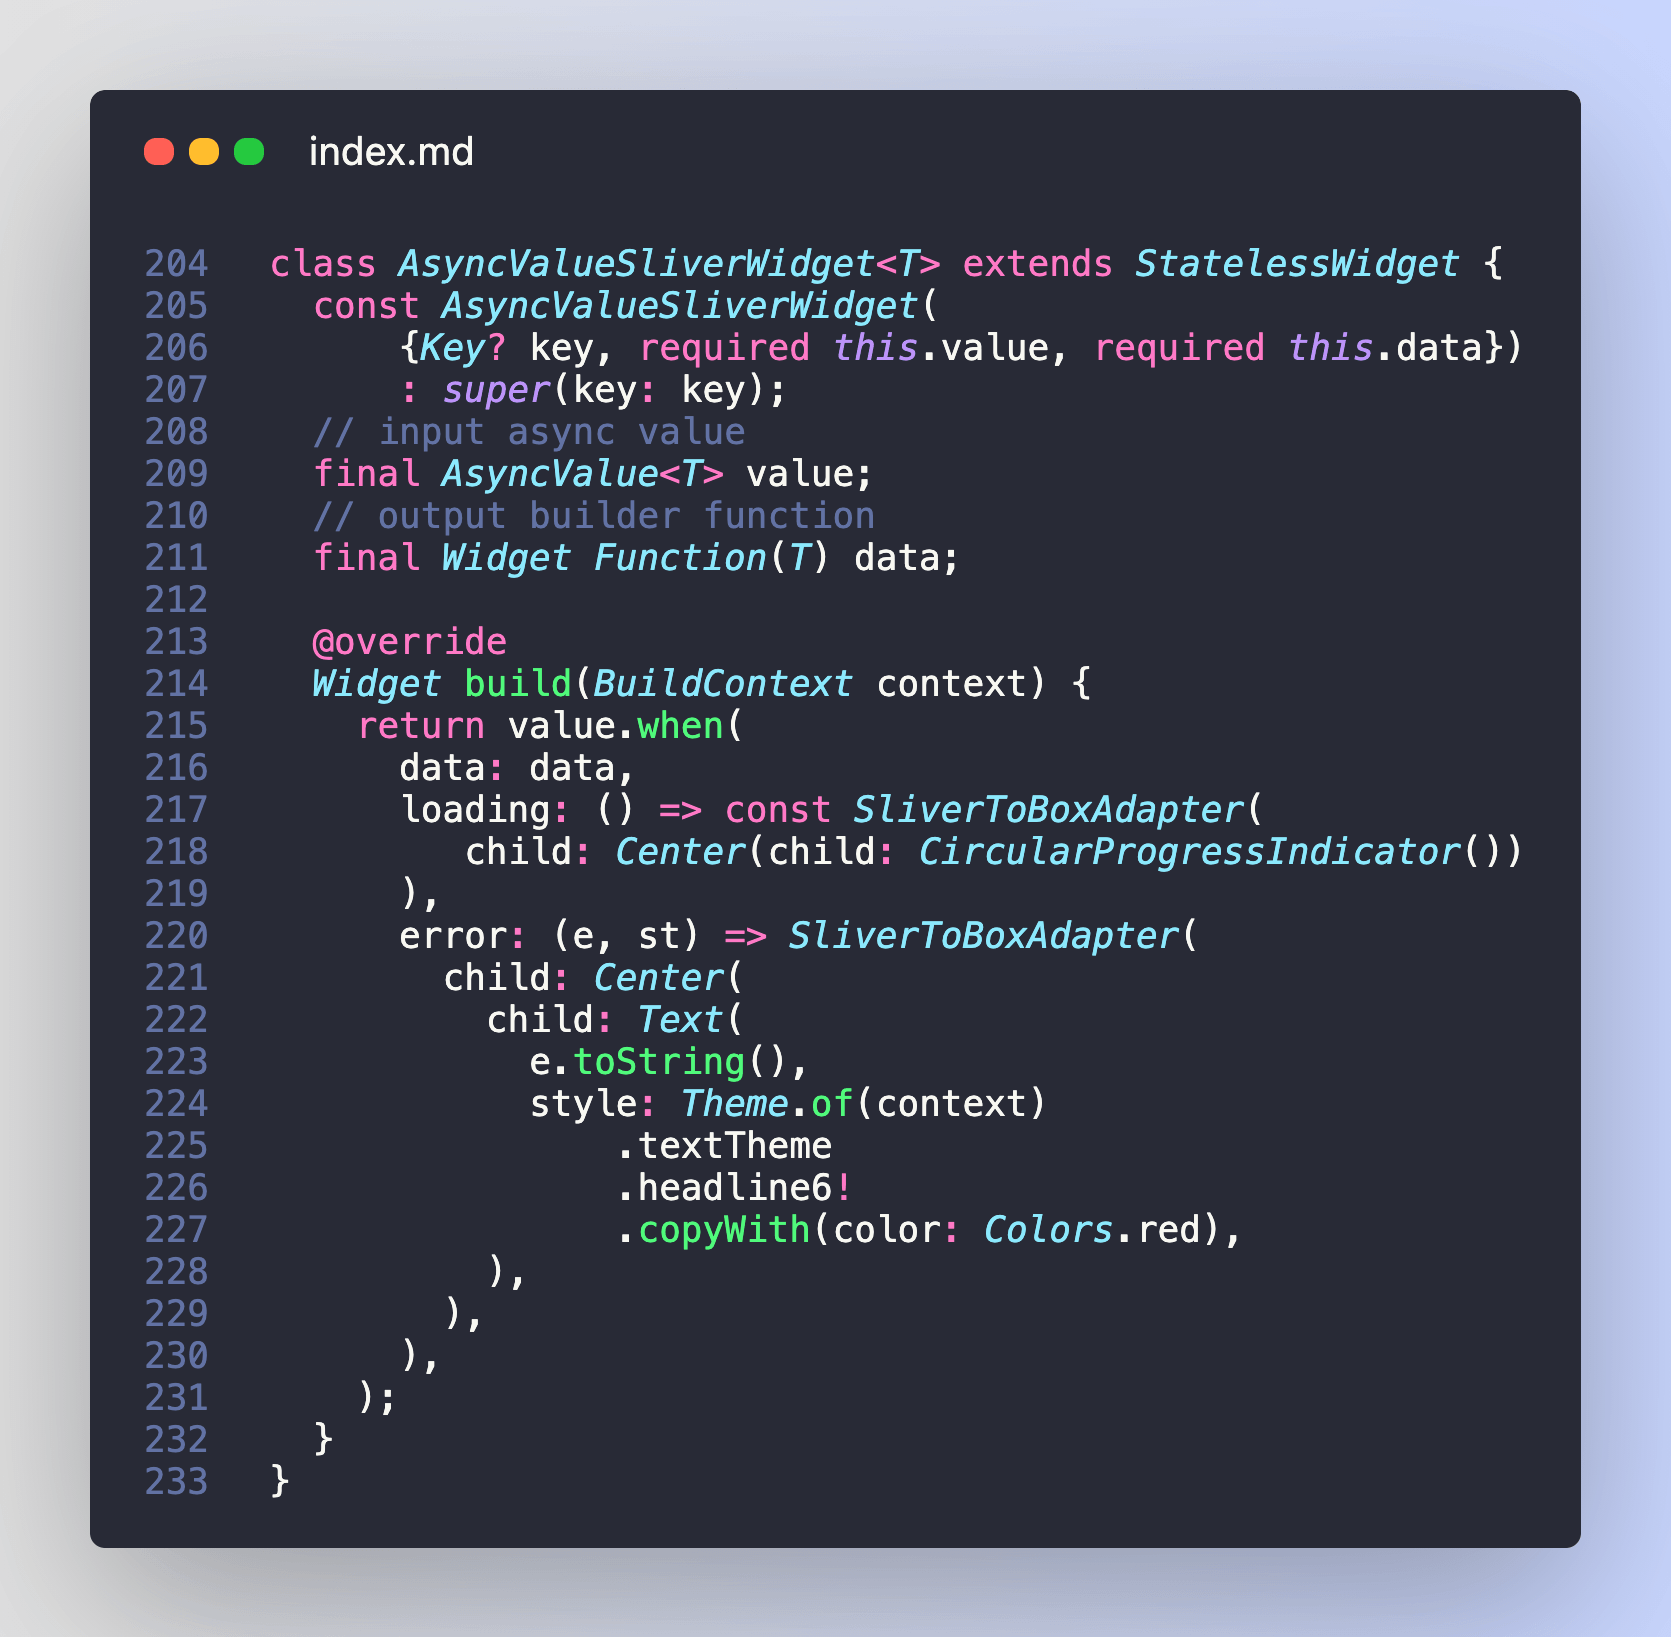 index.md
204 class AsyncValueSliverWidget<T> extends StatelessWidget {
205   const AsyncValueSliverWidget(
206       {Key? key, required this.value, required this.data})
207       : super(key: key);
208   // input async value
209   final AsyncValue<T> value;
210   // output builder function
211   final Widget Function(T) data;
212
213   @override
214   Widget build(BuildContext context) {
215     return value.when(
216       data: data,
217       loading: () => const SliverToBoxAdapter(
218          child: Center(child: CircularProgressIndicator())
219       ),
220       error: (e, st) => SliverToBoxAdapter(
221         child: Center(
222           child: Text(
223             e.toString(),
224             style: Theme.of(context)
225                 .textTheme
226                 .headline6!
227                 .copyWith(color: Colors.red),
228           ),
229         ),
230       ),
231     );
232   }
233 }